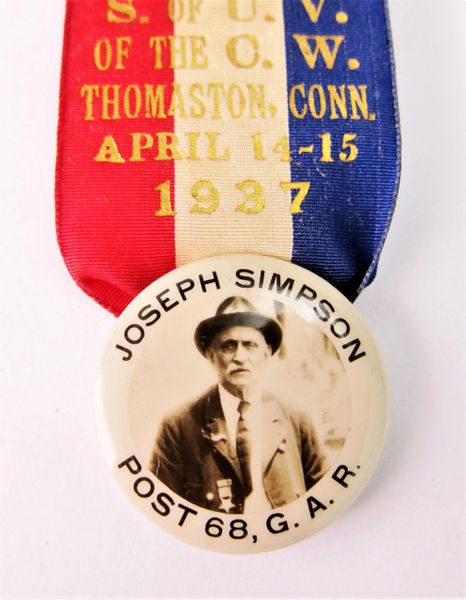 S. OF U. V.
OF THE C. W.
THOMASTON, CONN.
APRIL 14-15
1937
JOSEPH SIMPSON
POST 68, G. A. R.